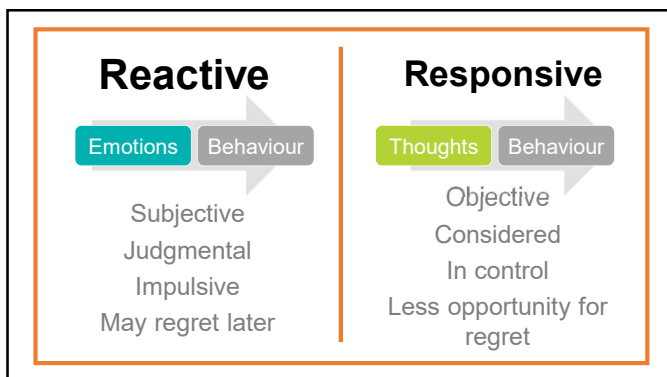 Reactive
Emotions Behaviour
Subjective
Judgmental
Impulsive
May regret later
Responsive
Thoughts Behaviour
Objective
Considered
In control
Less opportunity for
regret